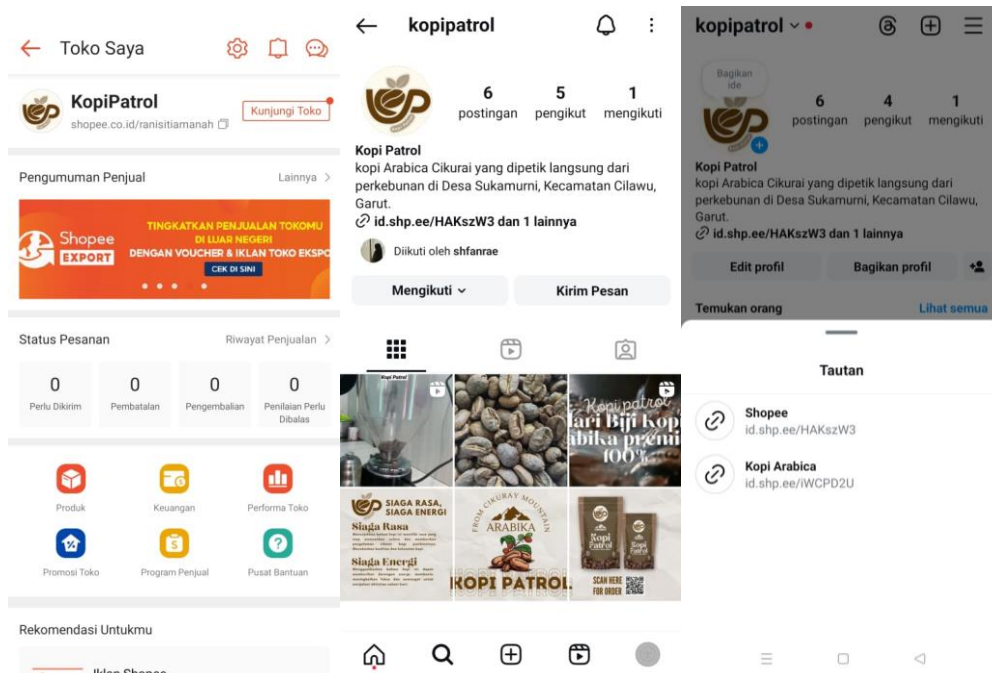 Toko Saya
KopiPatrol
shopee.co.id/ranisitiamanah
Kunjungi Toko
Pengumuman Penjual
Lainnya >
Shopee
EXPORT
TINGKATKAN PENJUALAN TOKOMU
DI LUAR NEGERI
DENGAN VOUCHER & IKLAN TOKO EKSPO
CEK DI SINI
Status Pesanan
Riwayat Penjualan >
0
Perlu Dikirim
0
Pembatalan
0
Pengembalian
0
Penilaian Perlu
Dibalas
Produk
Keuangan
Performa Toko
Promosi Toko
Program Penjual
Pusat Bantuan
Rekomendasi Untukmu
Iklan Shopee
kopipatrol
6
postingan
5
pengikut
1
mengikuti
Kopi Patrol
kopi Arabica Cikurai yang dipetik langsung dari
perkebunan di Desa Sukamurni, Kecamatan Cilawu,
Garut.
id.shp.ee/HAKszW3 dan 1 lainnya
Diikuti oleh shfanrae
Mengikuti
Kirim Pesan
Kopi Patrol
Kopi patrol
dari Biji Kop
abika premi
100%
SIAGA RASA,
SIAGA ENERGI
Siaga Rasa
Siaga Energi
FROM CIKURAY MOUNTAIN
ARABIKA
KOPI PATROL
Kopi
Patrol
Kopi
Patrol
SCAN HERE
FOR ORDER
kopipatrol
Bagikan
ide
6
postingan
4
pengikut
1
mengikuti
Kopi Patrol
kopi Arabica Cikurai yang dipetik langsung dari
perkebunan di Desa Sukamurni, Kecamatan Cilawu,
Garut.
id.shp.ee/HAKszW3 dan 1 lainnya
Edit profil
Bagikan profil
Temukan orang
Lihat semua
Tautan
Shopee
id.shp.ee/HAKszW3
Kopi Arabica
id.shp.ee/iWCPD2U